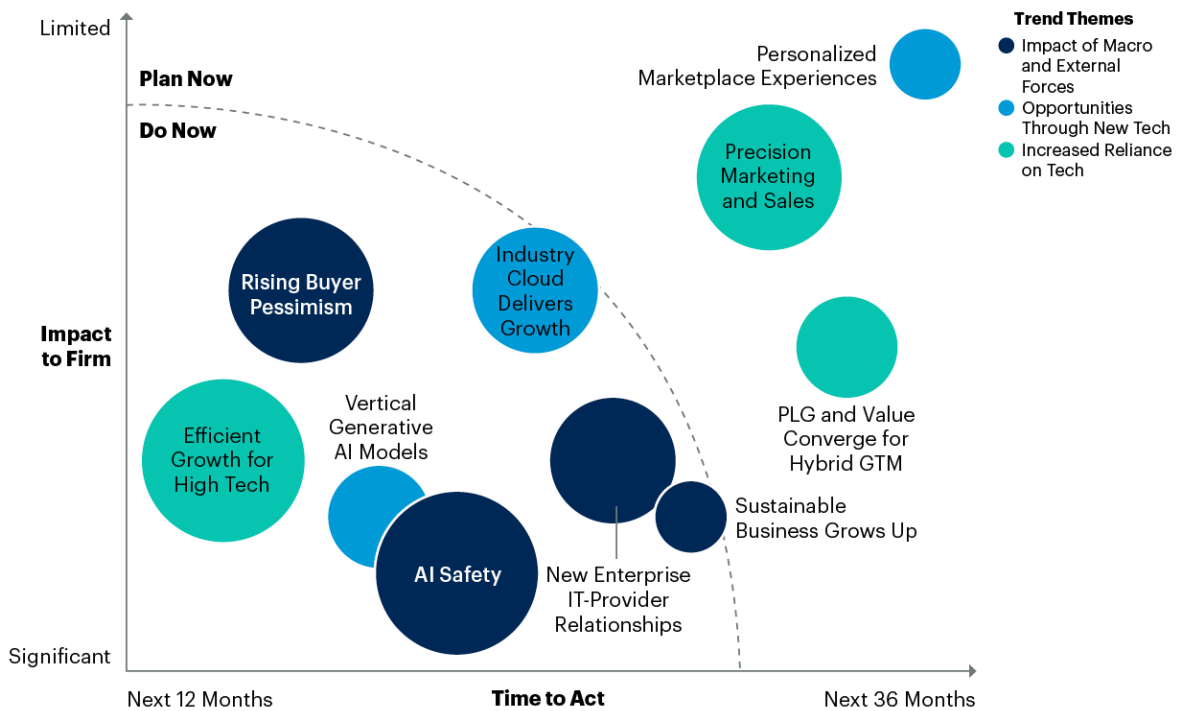 Limited
Plan Now
Do Now
Impact
to Firm
Significant
Next 12 Months
Time to Act
Next 36 Months
Personalized
Marketplace Experiences
Precision
Marketing
and Sales
Rising Buyer
Pessimism
Industry
Cloud
Delivers
Growth
Efficient
Growth for
High Tech
Vertical
Generative
AI Models
AI Safety
New Enterprise
IT-Provider
Relationships
Sustainable
Business Grows Up
PLG and Value
Converge for
Hybrid GTM
Trend Themes
Impact of Macro
and External
Forces
Opportunities
Through New Tech
Increased Reliance
on Tech